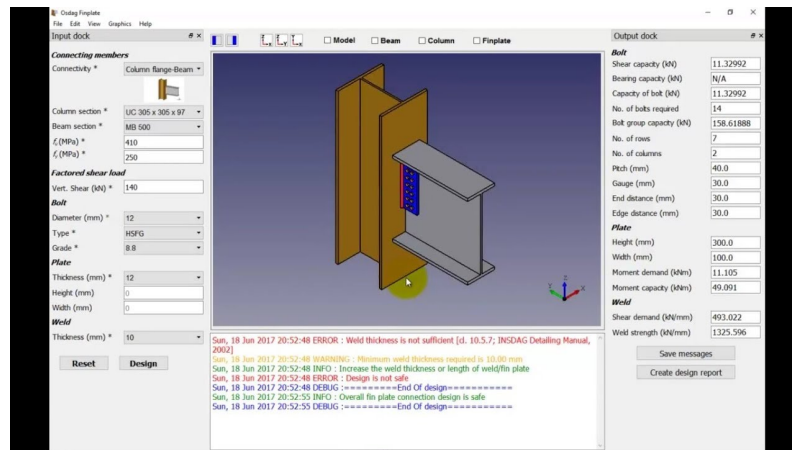 Osdag Finplate
File Edit View Graphics Help
Input dock
Connecting members
Connectivity * Column flange-Beam
Column section * UC 305 x 305 x 97
Beam section * MB 500
(MPa) * 410
(MPa) * 250
Factored shear load
Vert. Shear (kN) * 140
Bolt
Diameter (mm) * 12
Type * HSFG
Grade * 8.8
Plate
Thickness (mm) * 12
Height (mm) 0
Width (mm) 0
Weld
Thickness (mm) * 10
Reset Design
Model Beam Column Finplate
Z
Y X
Sun, 18 Jun 2017 20:52:48 ERROR : Weld thickness is not sufficient [cl. 10.5.7; INSDAG Detailing Manual,
2002]
Sun, 18 Jun 2017 20:52:48 WARNING : Minimum weld thickness required is 10.00 mm
Sun, 18 Jun 2017 20:52:48 INFO : Increase the weld thickness or length of weld/fin plate
Sun, 18 Jun 2017 20:52:48 ERROR : Design is not safe
Sun, 18 Jun 2017 20:52:48 DEBUG :=========End Of design===========
Sun, 18 Jun 2017 20:52:55 INFO : Overall fin plate connection design is safe
Sun, 18 Jun 2017 20:52:55 DEBUG :=========End Of design===========
Output dock
Bolt
Shear capacity (kN) 11.32992
Bearing capacity (kN) N/A
Capacity of bolt (kN) 11.32992
No. of bolts required 14
Bolt group capacity (kN) 158.61888
No. of rows 7
No. of columns 2
Pitch (mm) 40.0
Gauge (mm) 30.0
End distance (mm) 30.0
Edge distance (mm) 30.0
Plate
Height (mm) 300.0
Width (mm) 100.0
Moment demand (kNm) 11.105
Moment capacity (kNm) 49.091
Weld
Shear demand (kN/mm) 493.022
Weld strength (kN/mm) 1325.596
Save messages
Create design report